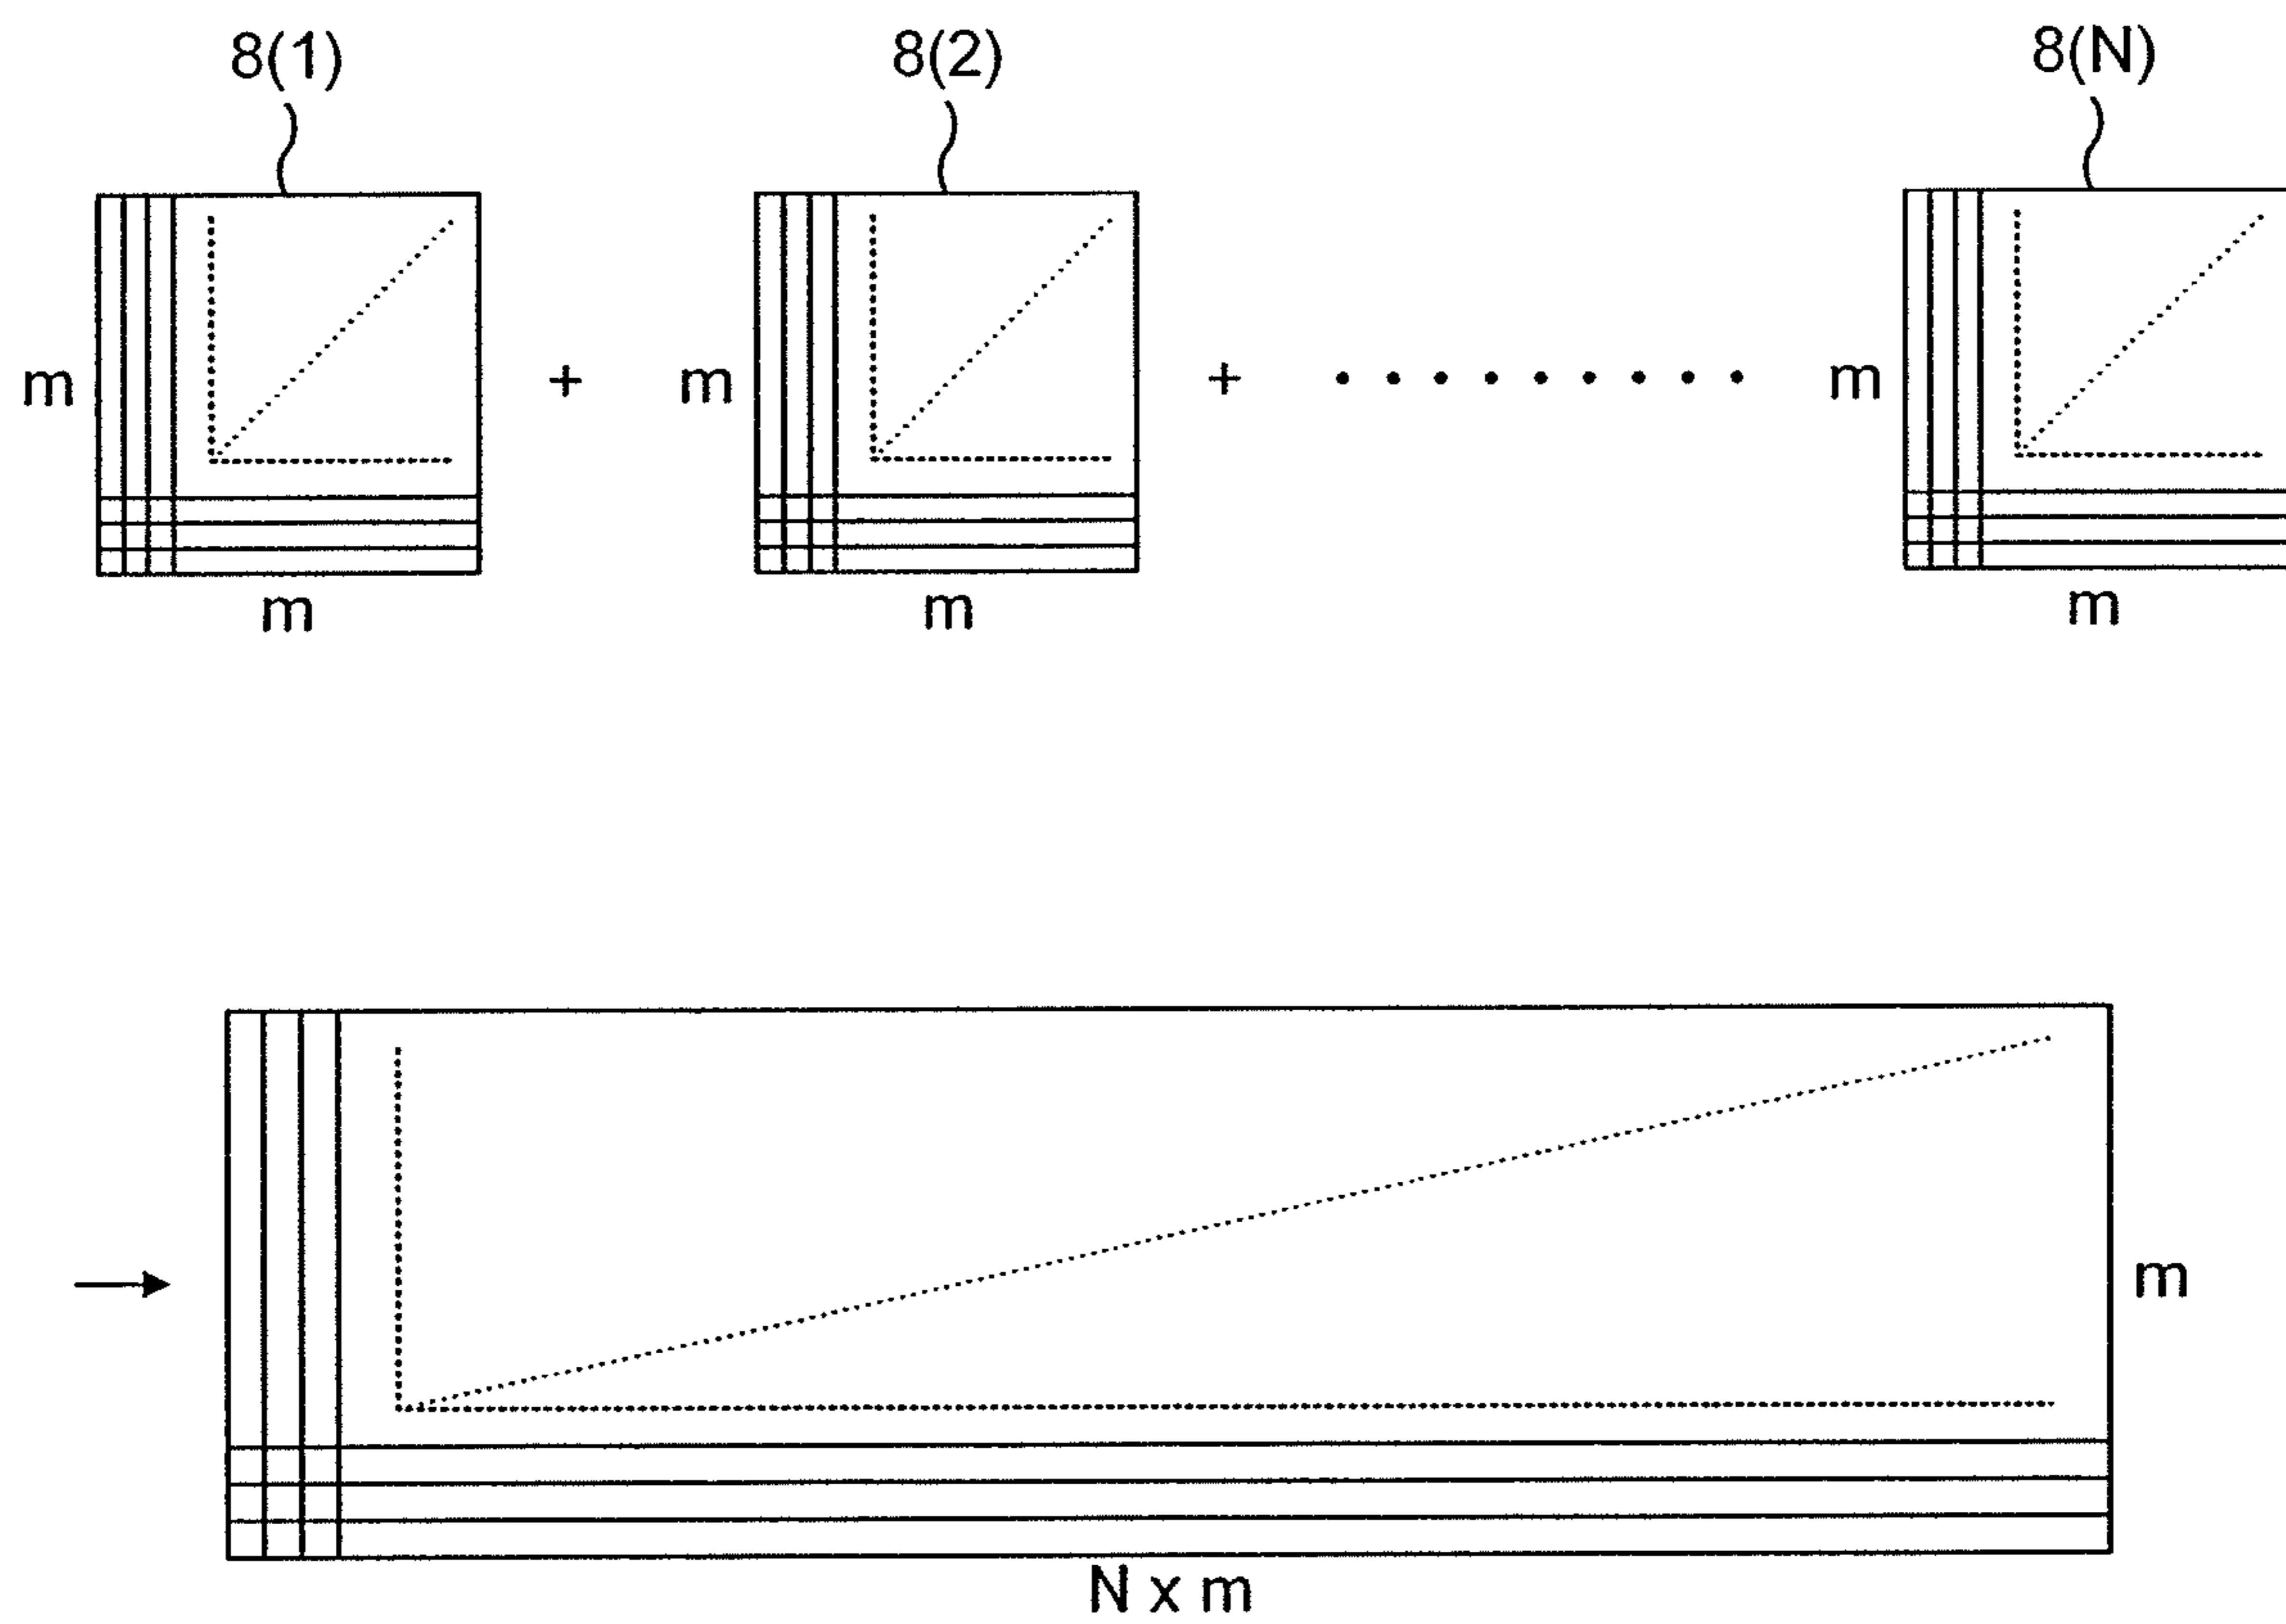 8(1) 8(2) 8(N)
m + m + ········· m
m m m
→ m
N x m